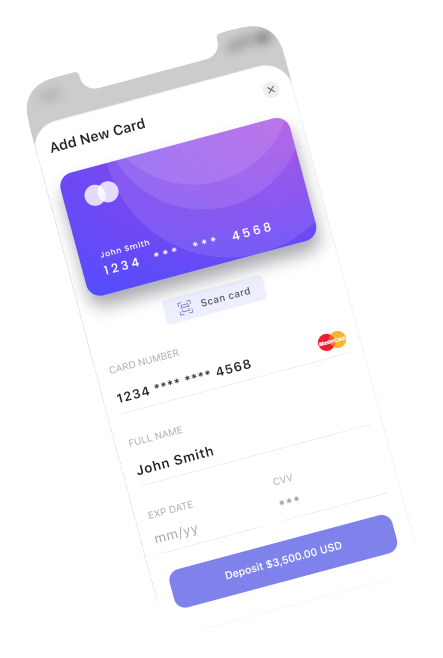 Add New Card
John Smith
1234 *** *** 4568
Scan card
CARD NUMBER
1234 **** **** 4568
MasterCard
FULL NAME
John Smith
EXP DATE
CVV
mm/yy
***
Deposit $3,500.00 USD